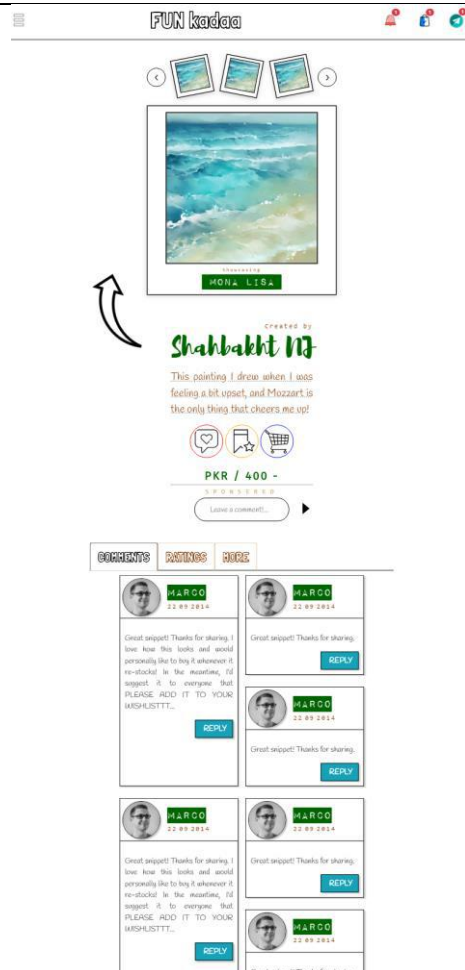 FUN kadaa
MONA LISA
Created by
Shahbakht NJ
This painting I drew when I was
feeling a bit upset, and Mozzart is
the only thing that cheers me up!
PKR / 400 -
SPONSERED
Leave a comment!...
COMMENTS RATINGS MORE
MARCO
22 09 2014
Great snippet! Thanks for sharing. I
love how this looks and would
personally like to buy it whenever it
re-stocks! In the meantime, I'd
suggest it to everyone that
PLEASE ADD IT TO YOUR
WISHLISTTT...
REPLY
MARCO
22 09 2014
Great snippet! Thanks for sharing.
REPLY
MARCO
22 09 2014
Great snippet! Thanks for sharing.
REPLY
MARCO
22 09 2014
Great snippet! Thanks for sharing. I
love how this looks and would
personally like to buy it whenever it
re-stocks! In the meantime, I'd
suggest it to everyone that
PLEASE ADD IT TO YOUR
WISHLISTTT...
REPLY
MARCO
22 09 2014
Great snippet! Thanks for sharing.
REPLY
MARCO
22 09 2014